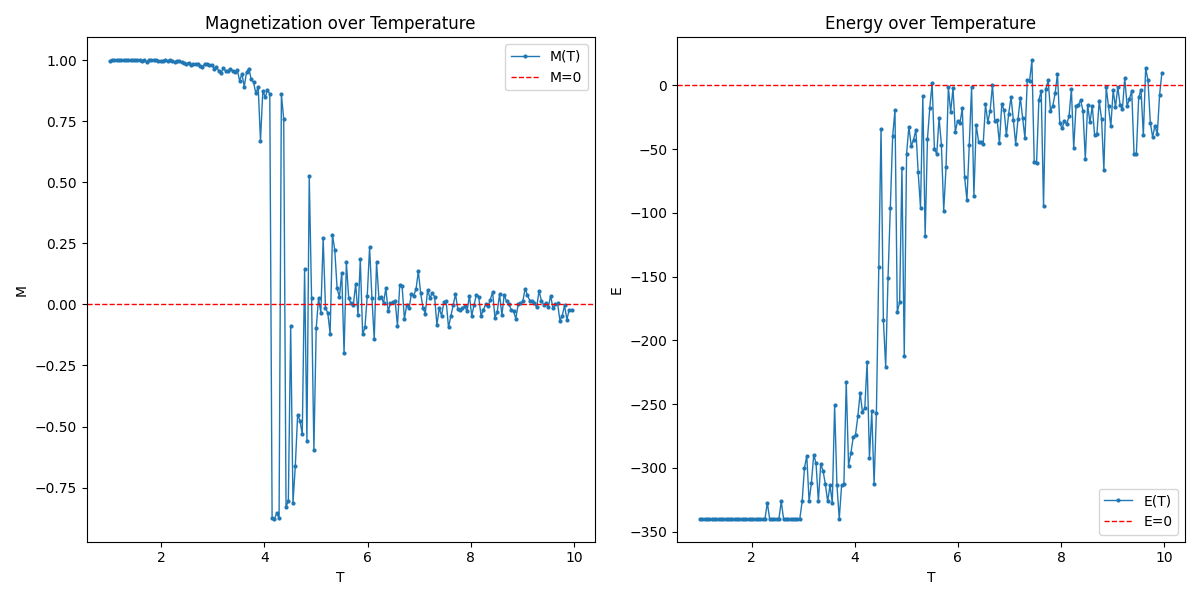 Magnetization over Temperature
M(T)
M=0
1.00
0.75
0.50
0.25
0.00
−0.25
−0.50
−0.75
M
2
4
6
8
10
T
Energy over Temperature
0
−50
−100
−150
−200
−250
−300
−350
E
E(T)
E=0
2
4
6
8
10
T